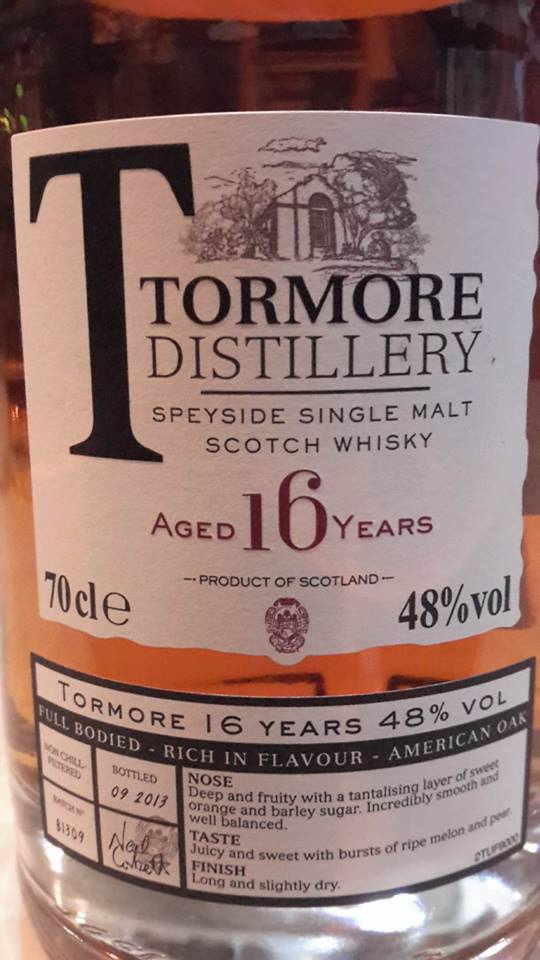 T
TORMORE
DISTILLERY
SPEYSIDE SINGLE MALT
SCOTCH WHISKY
AGED 16 YEARS
PRODUCT OF SCOTLAND
70cl e
48%vol
TORMORE 16 YEARS 48% VOL
FULL BODIED - RICH IN FLAVOUR - AMERICAN OAK
NON CHILL-
FILTERED
BOTTLED
09 2013
BATCH Nº
B1309
NOSE
Deep and fruity with a tantalising layer of sweet
orange and barley sugar. Incredibly smooth and
well balanced.
TASTE
Juicy and sweet with bursts of ripe melon and pear.
FINISH
Long and slightly dry.
2TUF9000